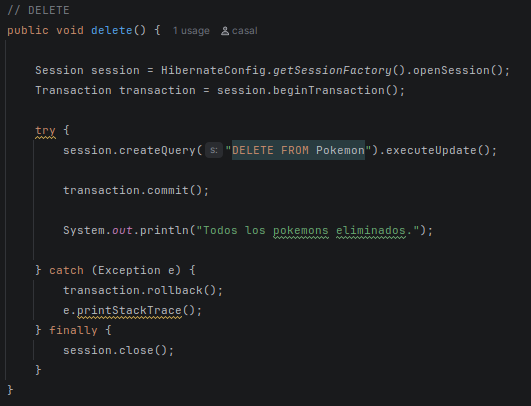 // DELETE
public void delete() { 1 usage casal
Session session = HibernateConfig.getSessionFactory().openSession();
Transaction transaction = session.beginTransaction();
try {
session.createQuery( s: "DELETE FROM Pokemon").executeUpdate();
transaction.commit();
System.out.println("Todos los pokemons eliminados.");
} catch (Exception e) {
transaction.rollback();
e.printStackTrace();
} finally {
session.close();
}
}